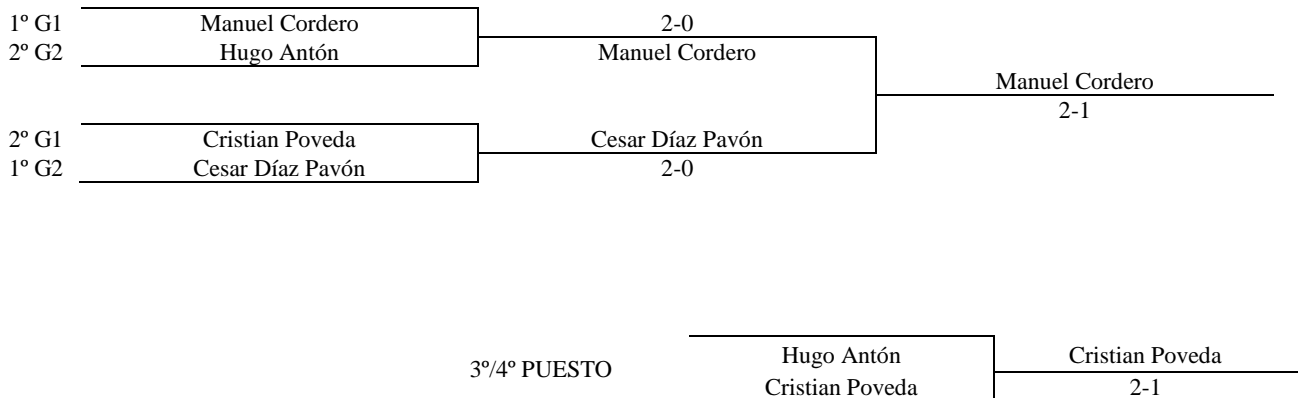 1º G1 Manuel Cordero 2-0
2º G2 Hugo Antón Manuel Cordero
Manuel Cordero
2-1
2º G1 Cristian Poveda Cesar Díaz Pavón
1º G2 Cesar Díaz Pavón 2-0
3º/4º PUESTO
Hugo Antón Cristian Poveda
Cristian Poveda 2-1